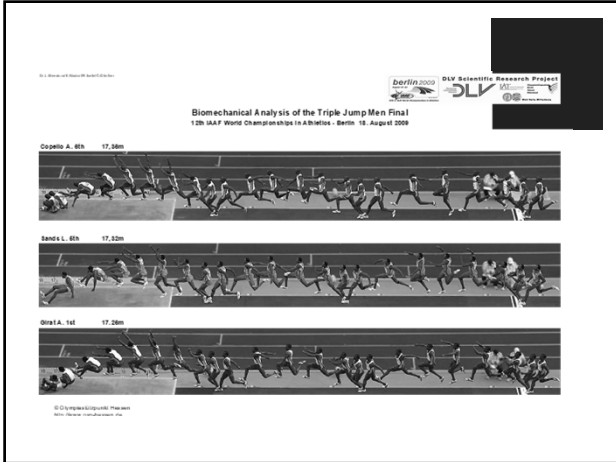 berlin 2009
DLV Scientific Research Project
DLV
Biomechanical Analysis of the Triple Jump Men Final
12th IAAF World Championships in Athletics - Berlin 18. August 2009
Copello A. 6th 17,36m
Sands L. 5th 17,32m
Girat A. 1st 17.26m
© Olympiastützpunkt Hessen